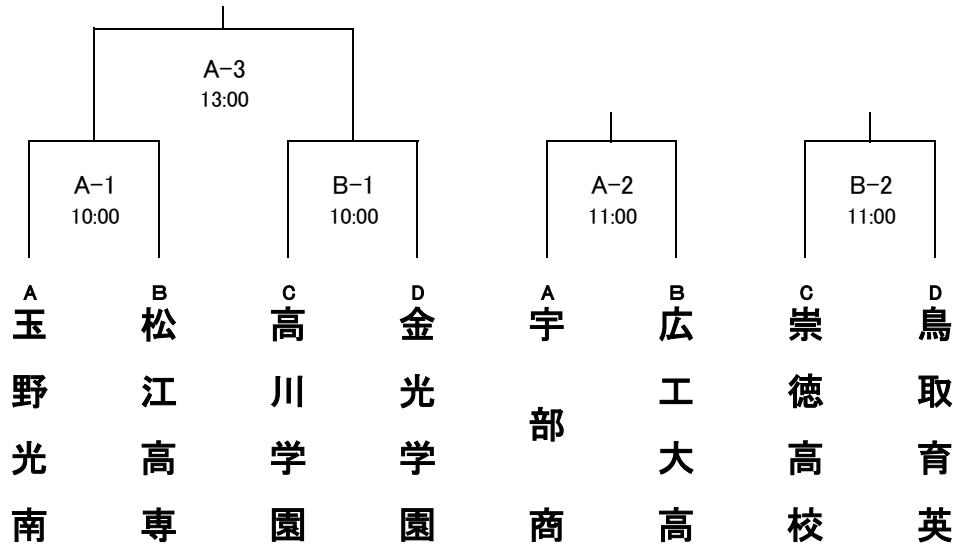 A-3
13:00
A-1
10:00
B-1
10:00
A-2
11:00
B-2
11:00
A
玉野光南
B
松江高専
C
高川学園
D
金光学園
A
宇部商
B
広工大高
C
崇徳高校
D
鳥取育英